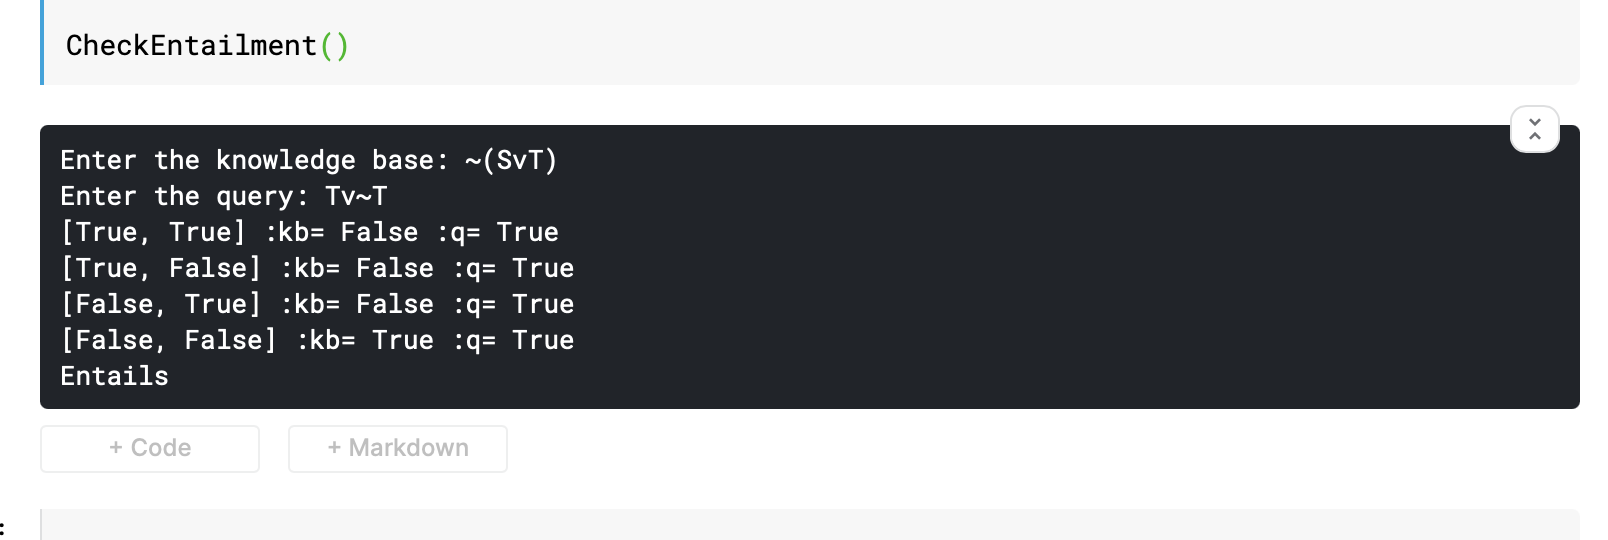 CheckEntailment()
Enter the knowledge base: ~(SvT)
Enter the query: Tv~T
[True, True] :kb= False :q= True
[True, False] :kb= False :q= True
[False, True] :kb= False :q= True
[False, False] :kb= True :q= True
Entails
+ Code
+ Markdown
: